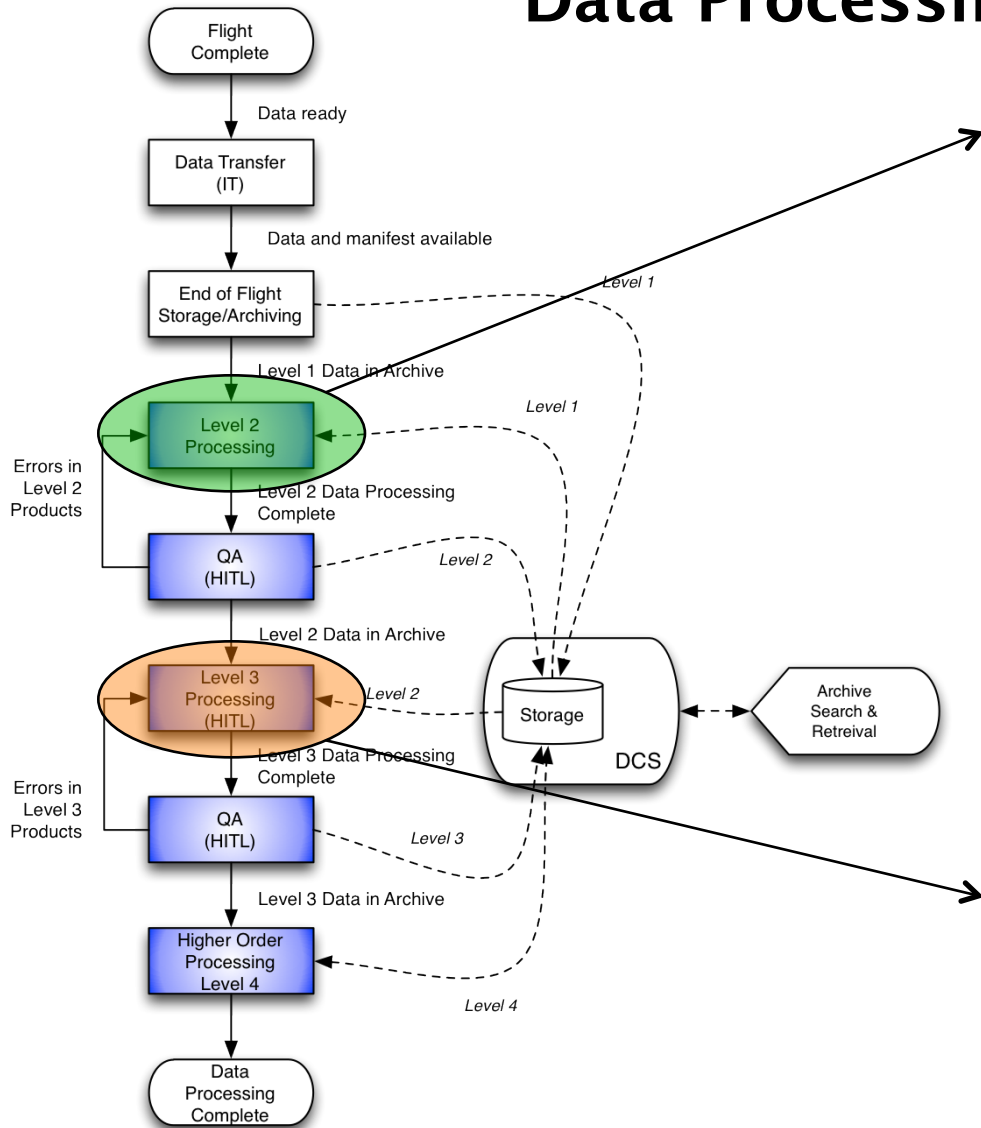 Data Processin
Flight
Complete
Data ready
Data Transfer
(IT)
Data and manifest available
End of Flight
Storage/Archiving
Level 1
Level 1 Data in Archive
Level 2
Processing
Level 1
Errors in
Level 2
Products
Level 2 Data Processing
Complete
QA
(HITL)
Level 2
Level 2 Data in Archive
Level 3
Processing
(HITL)
Level 2
Storage
DCS
Archive
Search &
Retreival
Level 3 Data Processing
Complete
Errors in
Level 3
Products
QA
(HITL)
Level 3
Level 3 Data in Archive
Higher Order
Processing
Level 4
Level 4
Data
Processing
Complete